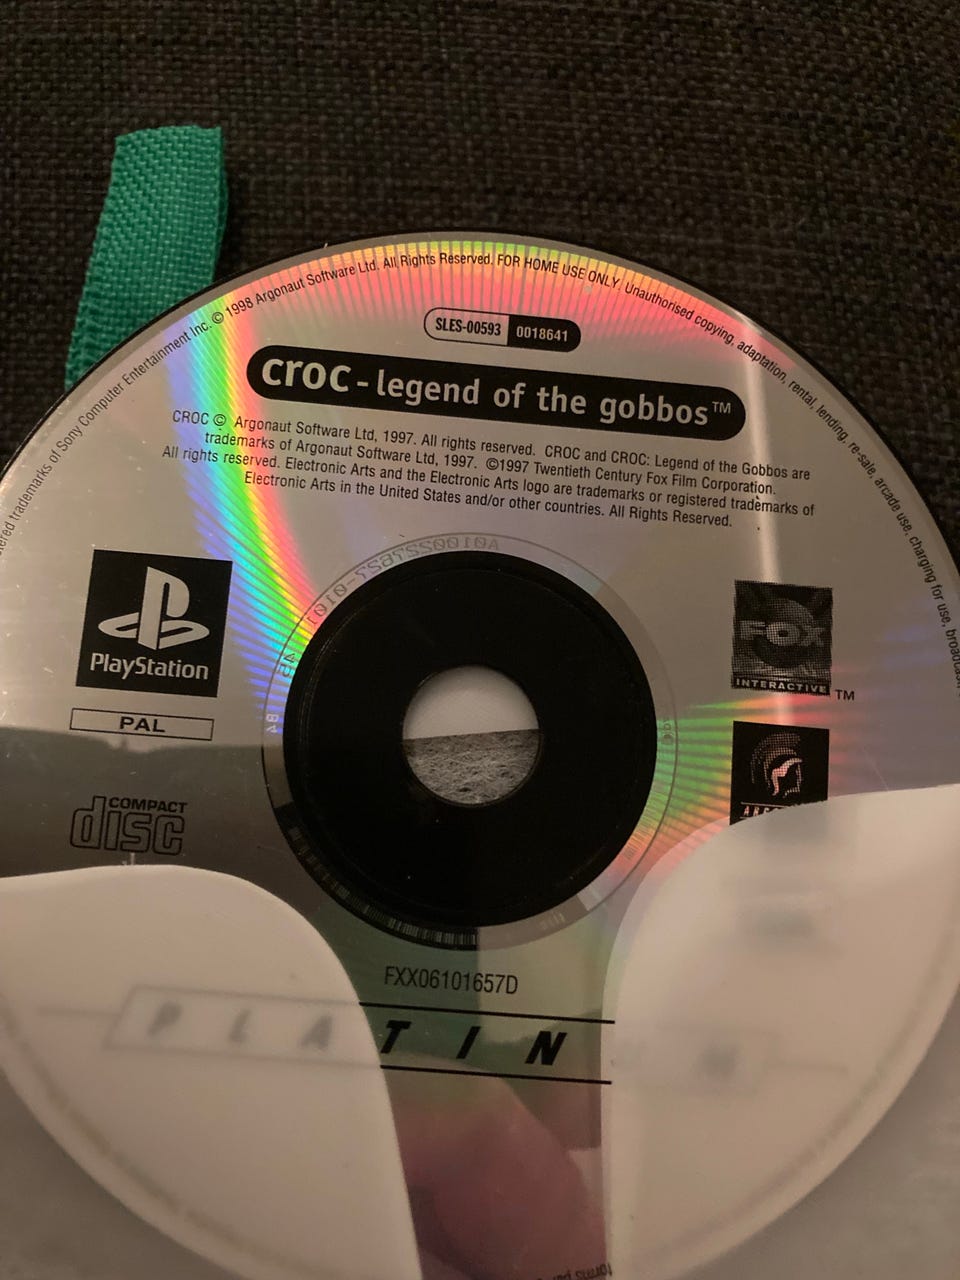 tered trademarks of Sony Computer Entertainment Inc. © 1998 Argonaut Software Ltd. All Rights Reserved. FOR HOME USE ONLY. Unauthorised copying, adaptation, rental, lending, re-sale, arcade use, charging for use, broadcast
SLES-00593 0018641
croc - legend of the gobbos™
CROC © Argonaut Software Ltd, 1997. All rights reserved. CROC and CROC: Legend of the Gobbos are
trademarks of Argonaut Software Ltd, 1997. ©1997 Twentieth Century Fox Film Corporation.
All rights reserved. Electronic Arts and the Electronic Arts logo are trademarks or registered trademarks of
Electronic Arts in the United States and/or other countries. All Rights Reserved.
PlayStation
PAL
COMPACT
disc
FOX
INTERACTIVE ™
FXX06101657D
PLATINUM